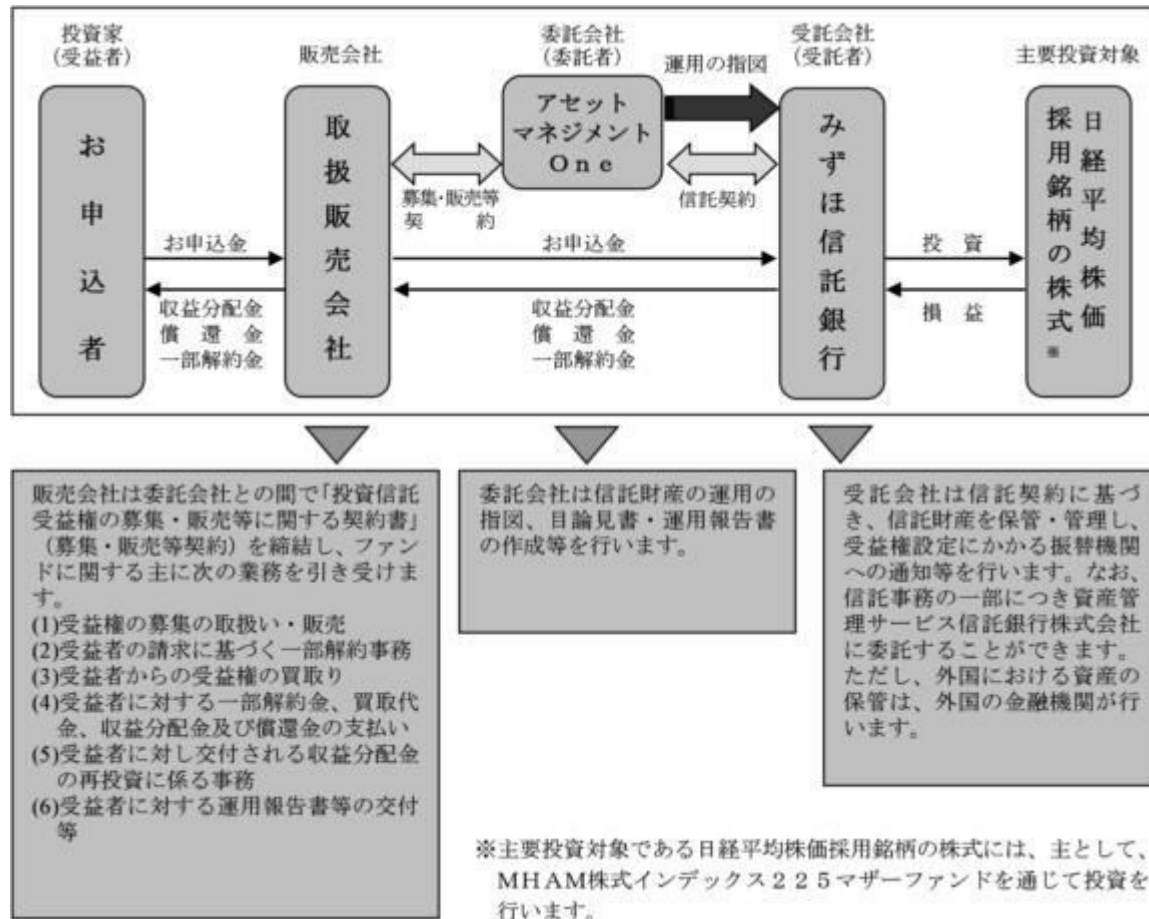 投資家
(受益者)
販売会社
委託会社
(委託者)
運用の指図
受託会社
(受託者)
主要投資対象
お申込者
取扱販売会社
アセット
マネジメント
One
みずほ信託銀行
日経平均株価
採用銘柄の株式※
募集・販売等
契約
信託契約
お申込金
お申込金
投資
収益分配金
償還金
一部解約金
収益分配金
償還金
一部解約金
損益
販売会社は委託会社との間で「投資信託
受益権の募集・販売等に関する契約書」
（募集・販売等契約）を締結し、ファン
ドに関する主に次の業務を引き受けま
す。
(1)受益権の募集の取扱い・販売
(2)受益者の請求に基づく一部解約事務
(3)受益者からの受益権の買取り
(4)受益者に対する一部解約金、買取代
金、収益分配金及び償還金の支払い
(5)受益者に対し交付される収益分配金
の再投資に係る事務
(6)受益者に対する運用報告書等の交付
等
委託会社は信託財産の運用の
指図、目論見書・運用報告書
の作成等を行います。
受託会社は信託契約に基づ
き、信託財産を保管・管理し、
受益権設定にかかる振替機関
への通知等を行います。なお、
信託事務の一部につき資産管
理サービス信託銀行株式会社
に委託することができます。
ただし、外国における資産の
保管は、外国の金融機関が行
います。
※主要投資対象である日経平均株価採用銘柄の株式には、主として、
ＭＨＡＭ株式インデックス２２５マザーファンドを通じて投資を
行います。